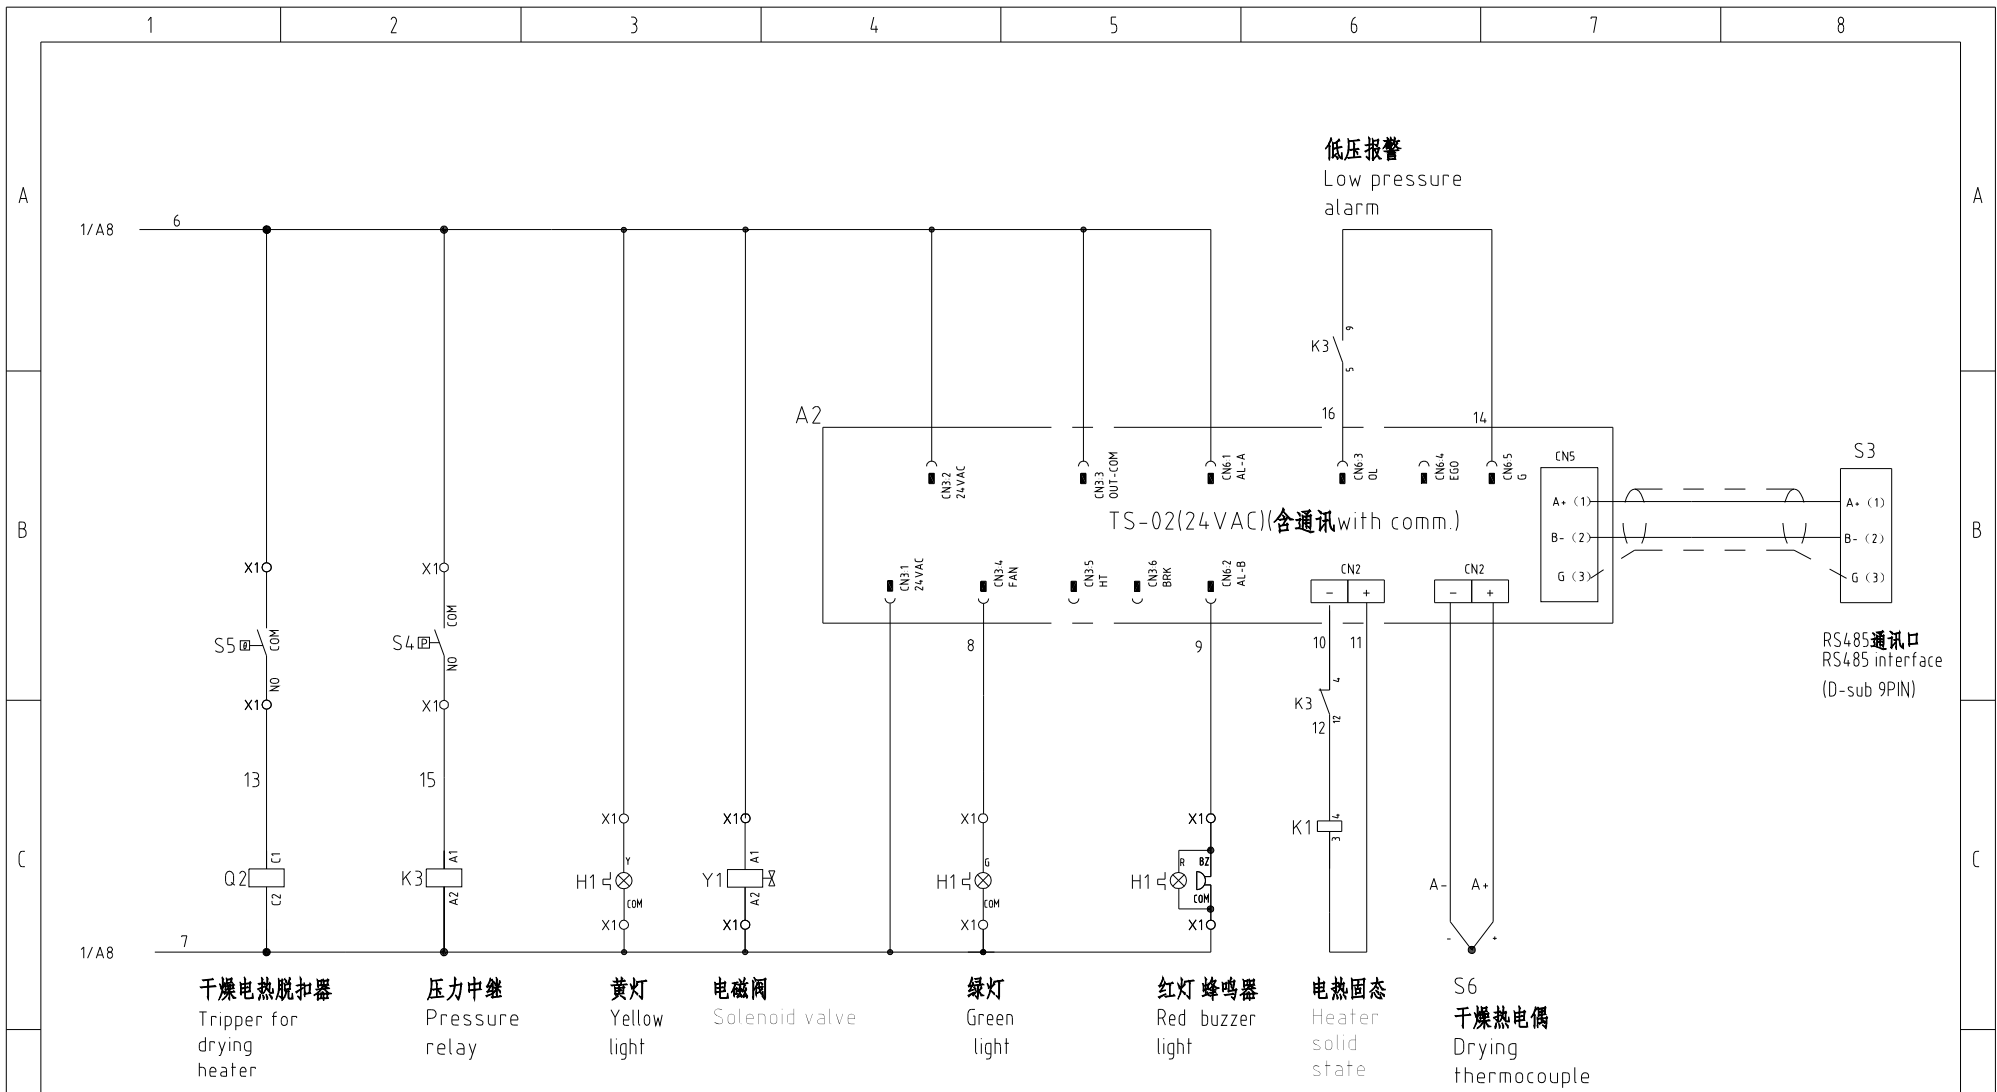 1 2 3 4 5 6 7 8
A A
B B
C C
低压报警
Low pressure
alarm
1/A8 6
K3 9 5
A2
16 14
CN3:2
24VAC
CN3:3
OUT-COM
CN6:1
AL-A
CN6:3
OL
CN6:4
EGO
CN6:5
G
CN5
A+ (1)
B- (2)
G (3)
S3
A+ (1)
B- (2)
G (3)
TS-02(24VAC)(含通讯with comm.)
CN3:1
24VAC
CN3:4
FAN
CN3:5
HT
CN3:6
BRK
CN6:2
AL-B
CN2
- +
CN2
- +
RS485通讯口
RS485 interface
(D-sub 9PIN)
X1 X1
S5 COM NO
S4 P COM NO
X1 X1
8 9 10 11
K3 4 12
12
13 15
X1 X1 X1 X1
Q2 C1 C2
K3 A1 A2
H1 Y COM
Y1 A1 A2
H1 G COM
H1 R BZ COM
K1 4 3
A- A+
- +
X1 X1 X1 X1
1/A8 7
干燥电热脱扣器
Tripper for
drying
heater
压力中继
Pressure
relay
黄灯
Yellow
light
电磁阀
Solenoid valve
绿灯
Green
light
红灯 蜂鸣器
Red buzzer
light
电热固态
Heater
solid
state
S6
干燥热电偶
Drying
thermocouple